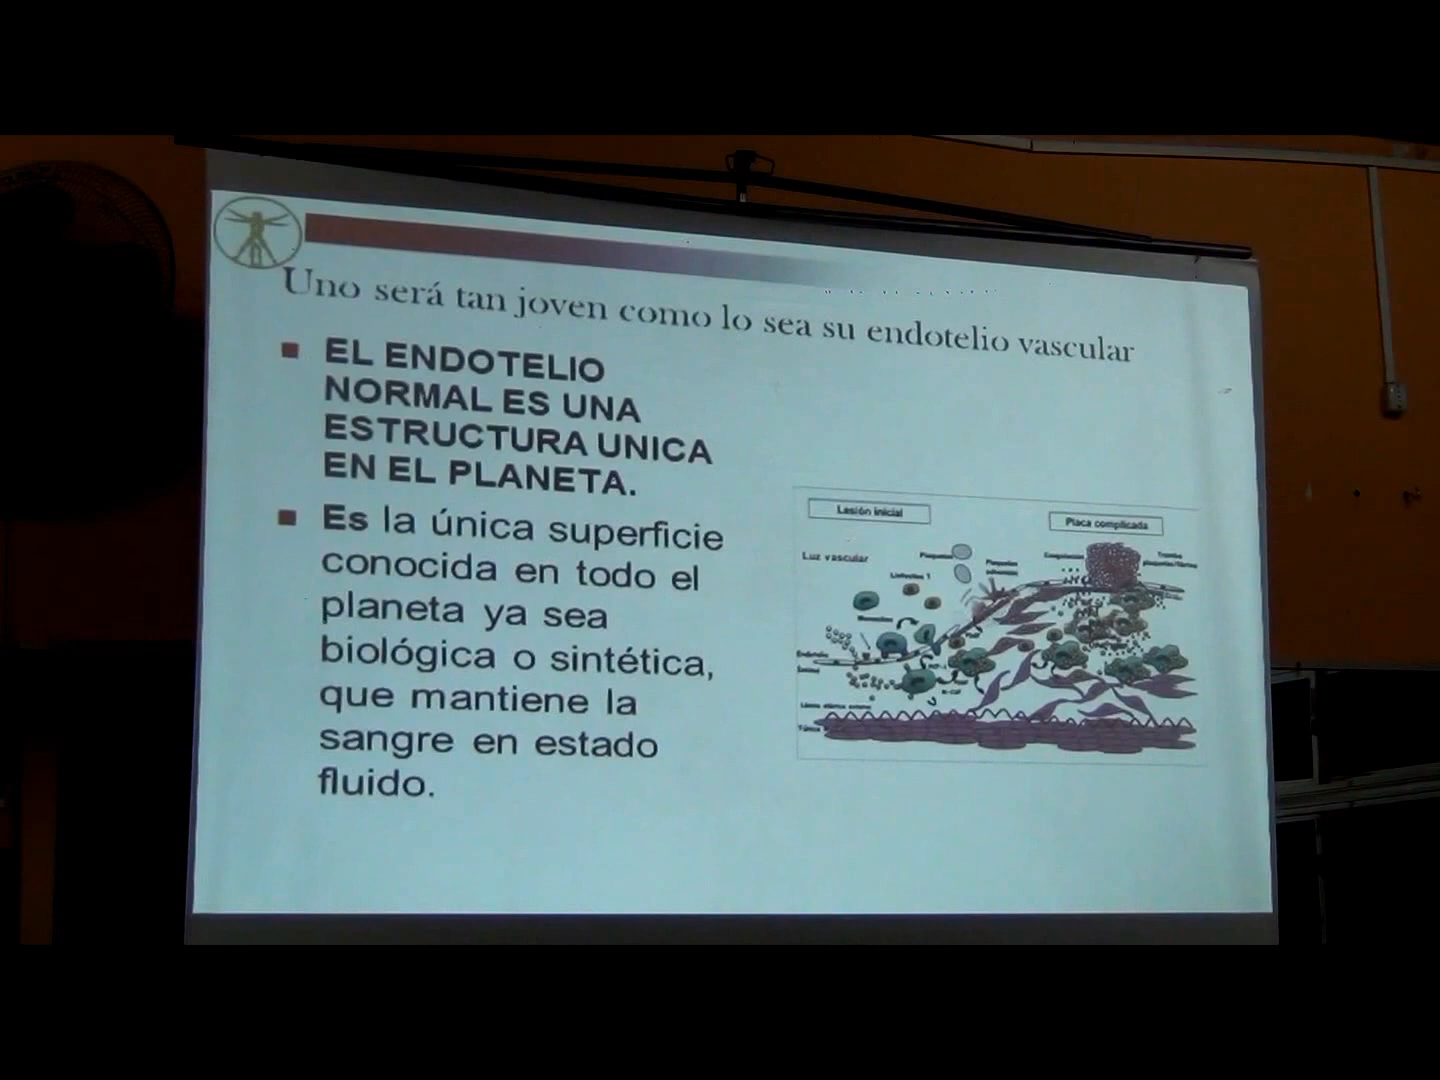 Uno será tan joven como lo sea su endotelio vascular
EL ENDOTELIO
NORMAL ES UNA
ESTRUCTURA UNICA
EN EL PLANETA.
Es la única superficie
conocida en todo el
planeta ya sea
biológica o sintética,
que mantiene la
sangre en estado
fluido.
Lesión inicial
Placa complicada
Luz vascular
Plaquetas
Linfocitos T